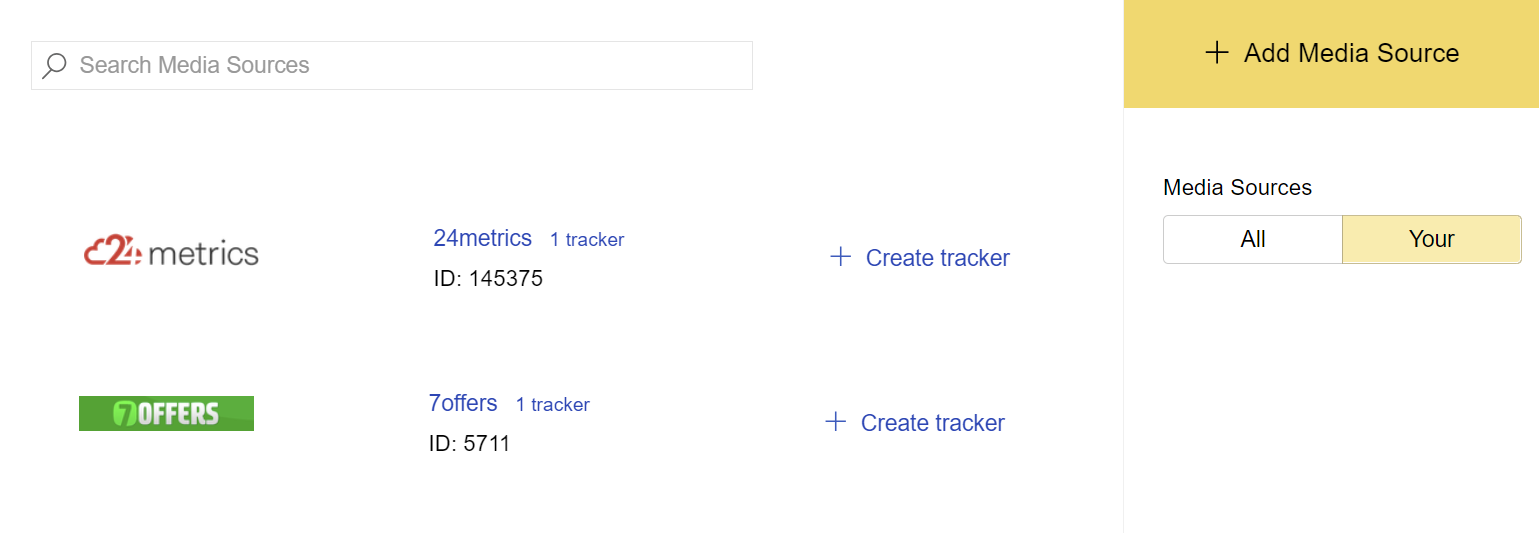 Search Media Sources
+ Add Media Source
Media Sources
All
Your
24metrics
24metrics 1 tracker
ID: 145375
+ Create tracker
7OFFERS
7offers 1 tracker
ID: 5711
+ Create tracker